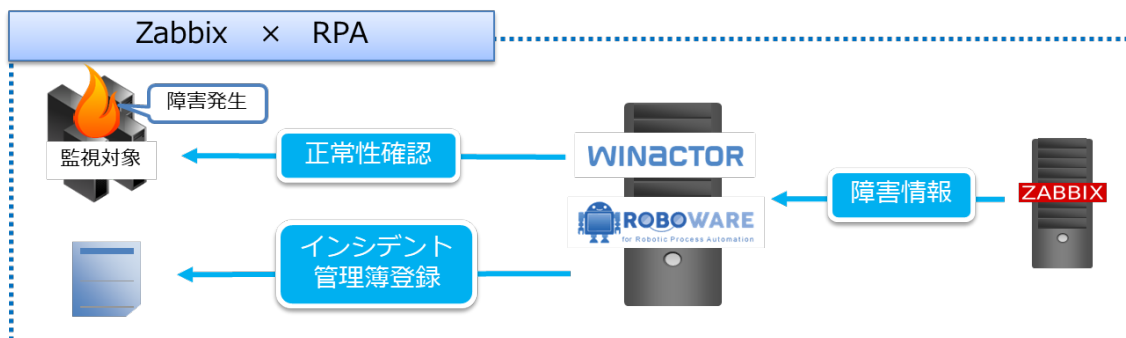 Zabbix × RPA
障害発生
監視対象
正常性確認
WINACTOR
障害情報
ZABBIX
ROBOWARE
for Robotic Process Automation
インシデント
管理簿登録